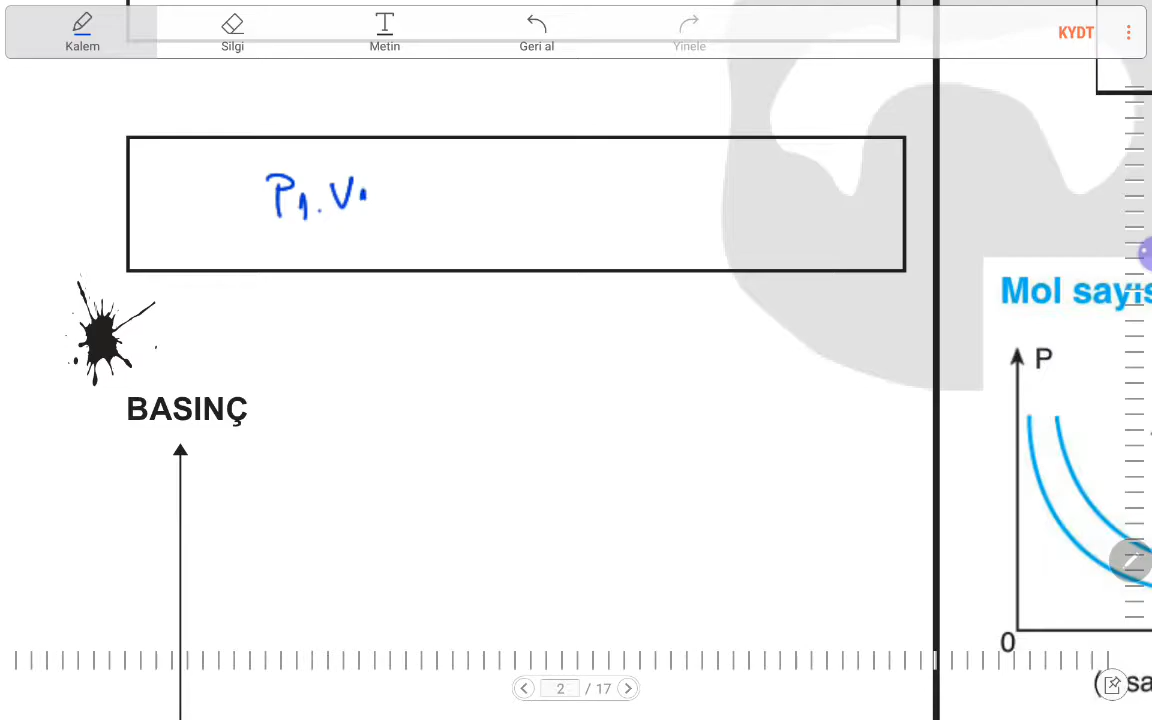 Kalem Silgi Metin Geri al Yinele KYDT
P1.V1
Mol sayıs
P
BASINÇ
0
2 / 17